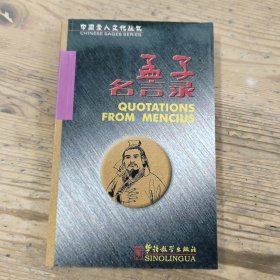 中国圣人文化丛书
CHINESE SAGES SERIES
孟子
名言录
QUOTATIONS
FROM MENCIUS
华语教学出版社
SINOLINGUA